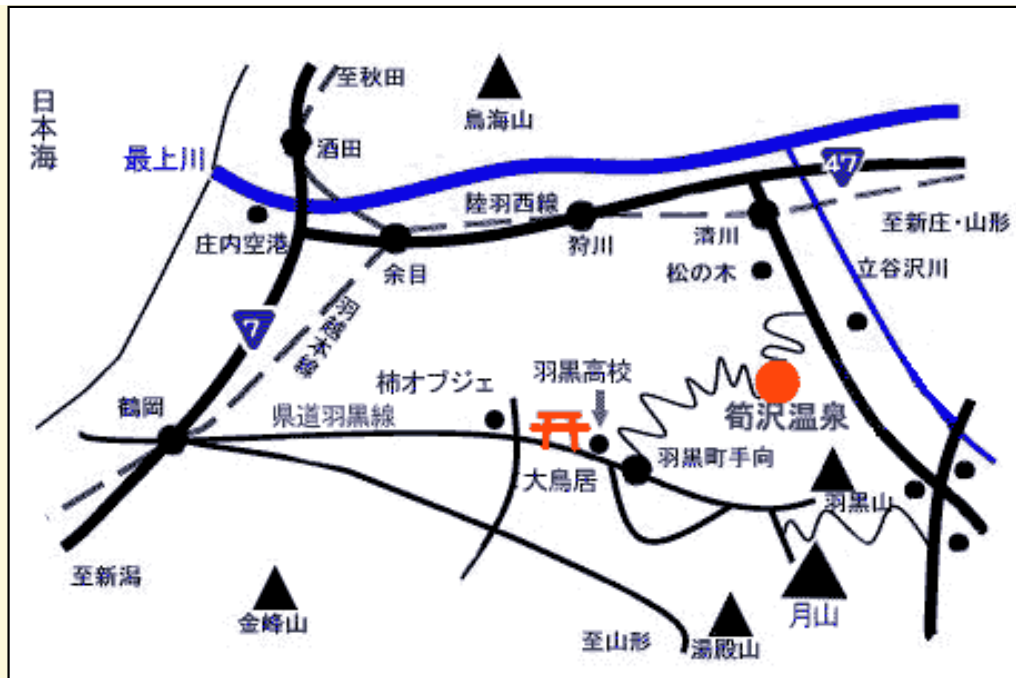 至秋田
日本海
鳥海山
酒田
最上川
47
陸羽西線
庄内空港
余目
狩川
清川
至新庄・山形
松の木
立谷沢川
7
羽越本線
柿オブジェ
羽黒高校
鶴岡
県道羽黒線
筍沢温泉
大鳥居
羽黒町手向
羽黒山
至新潟
金峰山
至山形
湯殿山
月山